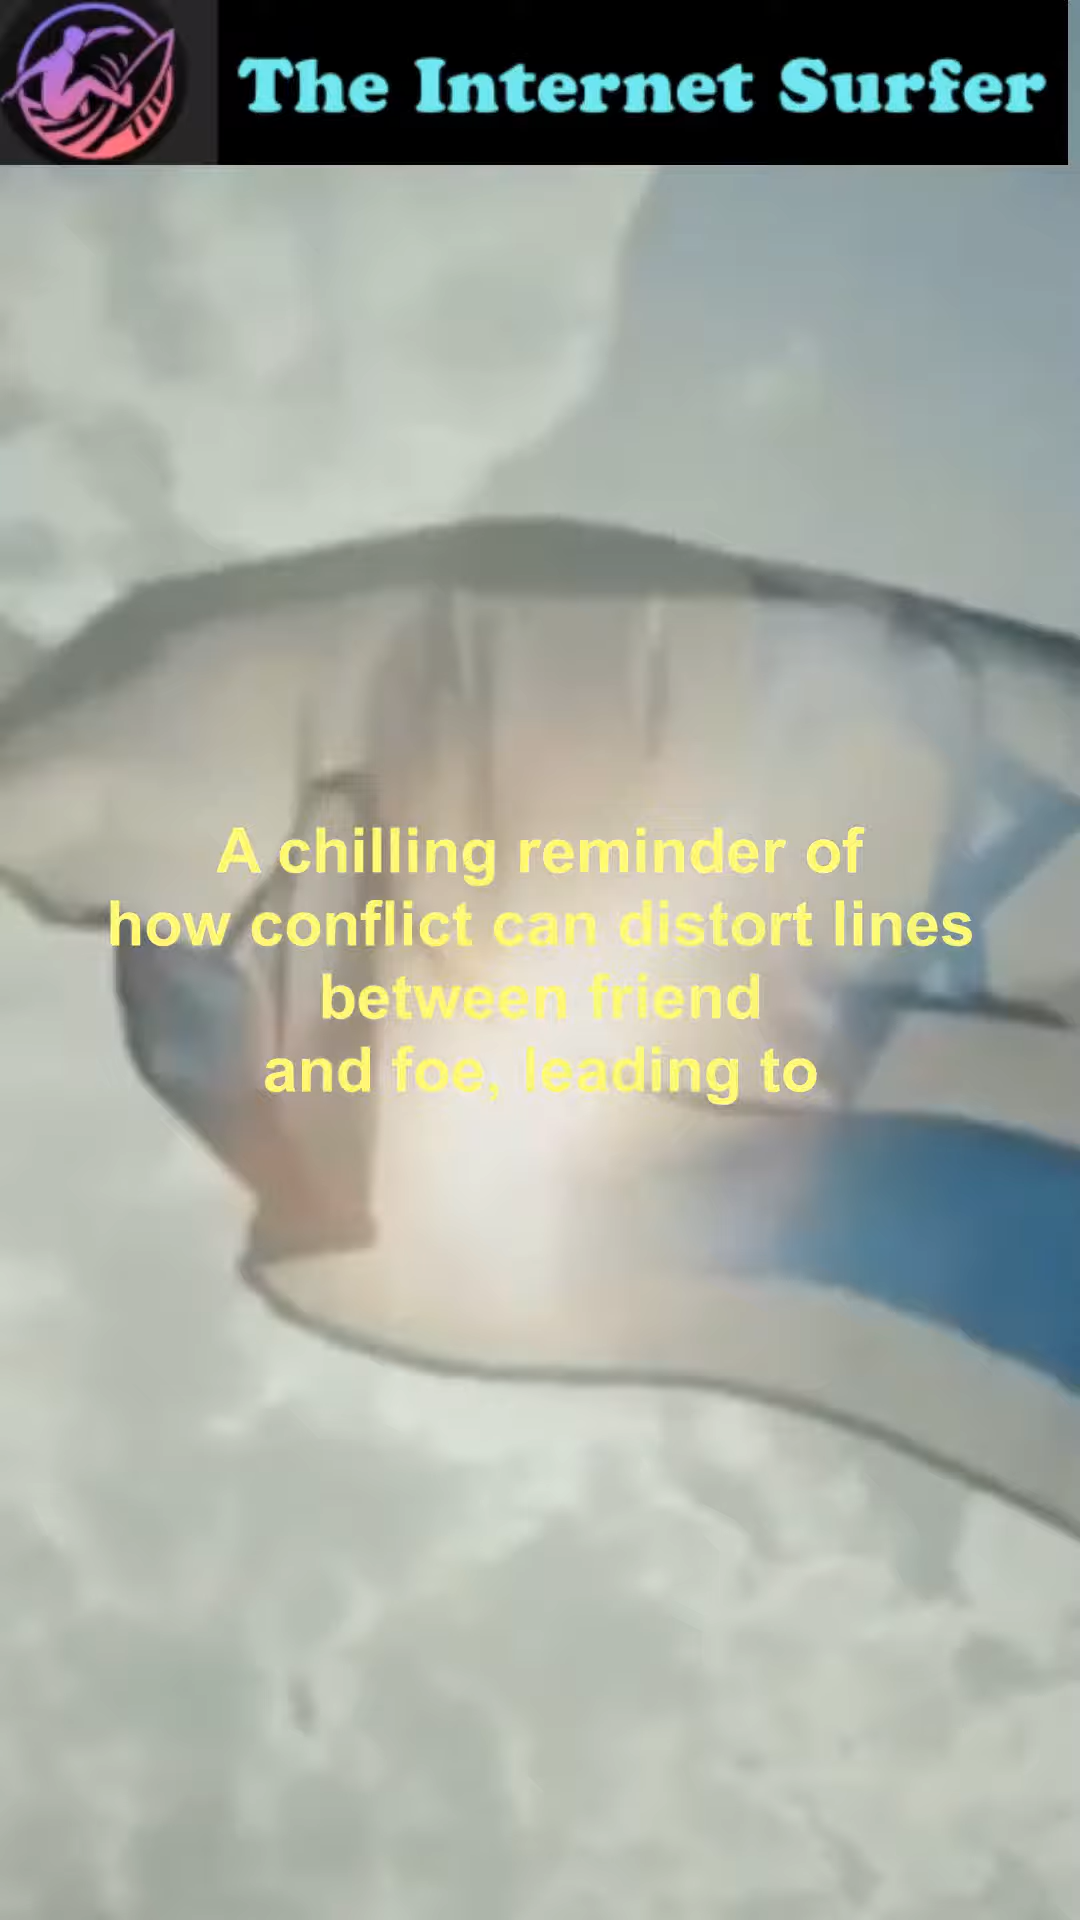 The Internet Surfer
A chilling reminder of
how conflict can distort lines
between friend
and foe, leading to